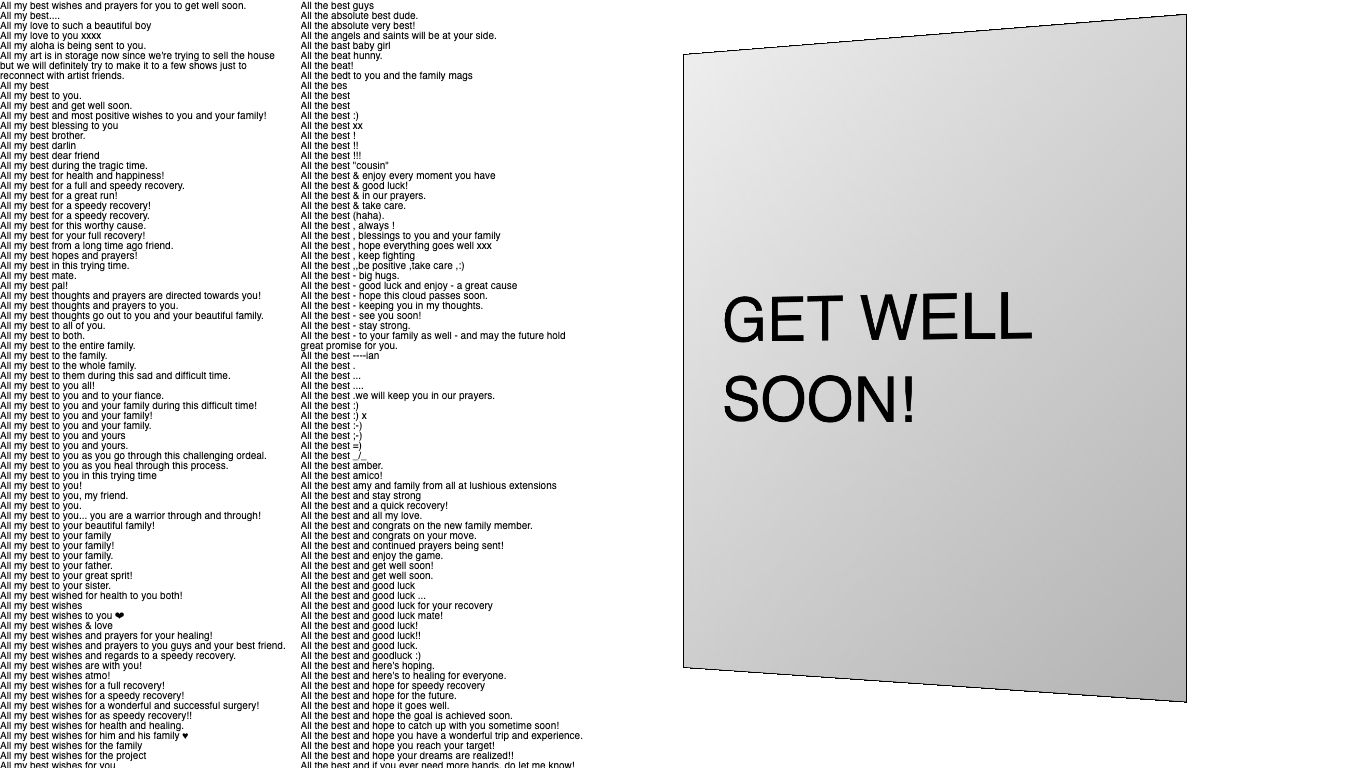 All my best wishes and prayers for you to get well soon.
All my best....
All my love to such a beautiful boy
All my love to you xxxx
All my aloha is being sent to you.
All my art is in storage now since we're trying to sell the house
but we will definitely try to make it to a few shows just to
reconnect with artist friends.
All my best
All my best to you.
All my best and get well soon.
All my best and most positive wishes to you and your family!
All my best blessing to you
All my best brother.
All my best darlin
All my best dear friend
All my best during the tragic time.
All my best for health and happiness!
All my best for a full and speedy recovery.
All my best for a great run!
All my best for a speedy recovery!
All my best for a speedy recovery.
All my best for this worthy cause.
All my best for your full recovery!
All my best from a long time ago friend.
All my best hopes and prayers!
All my best in this trying time.
All my best mate.
All my best pal!
All my best thoughts and prayers are directed towards you!
All my best thoughts and prayers to you.
All my best thoughts go out to you and your beautiful family.
All my best to all of you.
All my best to both.
All my best to the entire family.
All my best to the family.
All my best to the whole family.
All my best to them during this sad and difficult time.
All my best to you all!
All my best to you and to your fiance.
All my best to you and your family during this difficult time!
All my best to you and your family!
All my best to you and your family.
All my best to you and yours
All my best to you and yours.
All my best to you as you go through this challenging ordeal.
All my best to you as you heal through this process.
All my best to you in this trying time
All my best to you!
All my best to you, my friend.
All my best to you.
All my best to you... you are a warrior through and through!
All my best to your beautiful family!
All my best to your family
All my best to your family!
All my best to your family.
All my best to your father.
All my best to your great sprit!
All my best to your sister.
All my best wished for health to you both!
All my best wishes
All my best wishes to you ❤
All my best wishes & love
All my best wishes and prayers for your healing!
All my best wishes and prayers to you guys and your best friend.
All my best wishes and regards to a speedy recovery.
All my best wishes are with you!
All my best wishes atmo!
All my best wishes for a full recovery!
All my best wishes for a speedy recovery!
All my best wishes for a wonderful and successful surgery!
All my best wishes for as speedy recovery!!
All my best wishes for health and healing.
All my best wishes for him and his family ♥
All my best wishes for the family
All my best wishes for the project
All my best wishes for you
All the best guys
All the absolute best dude.
All the absolute very best!
All the angels and saints will be at your side.
All the bast baby girl
All the beat hunny.
All the beat!
All the bedt to you and the family mags
All the bes
All the best
All the best
All the best :)
All the best xx
All the best !
All the best !!
All the best !!!
All the best "cousin"
All the best & enjoy every moment you have
All the best & good luck!
All the best & in our prayers.
All the best & take care.
All the best (haha).
All the best , always !
All the best , blessings to you and your family
All the best , hope everything goes well xxx
All the best , keep fighting
All the best ,,be positive ,take care ,:)
All the best - big hugs.
All the best - good luck and enjoy - a great cause
All the best - hope this cloud passes soon.
All the best - keeping you in my thoughts.
All the best - see you soon!
All the best - stay strong.
All the best - to your family as well - and may the future hold
great promise for you.
All the best ----ian
All the best .
All the best ...
All the best ....
All the best .we will keep you in our prayers.
All the best :)
All the best :) x
All the best :-)
All the best ;-)
All the best =)
All the best _/_
All the best amber.
All the best amico!
All the best amy and family from all at lushious extensions
All the best and stay strong
All the best and a quick recovery!
All the best and all my love.
All the best and congrats on the new family member.
All the best and congrats on your move.
All the best and continued prayers being sent!
All the best and enjoy the game.
All the best and get well soon!
All the best and get well soon.
All the best and good luck
All the best and good luck ...
All the best and good luck for your recovery
All the best and good luck mate!
All the best and good luck!
All the best and good luck!!
All the best and good luck.
All the best and goodluck :)
All the best and here's hoping.
All the best and here's to healing for everyone.
All the best and hope for speedy recovery
All the best and hope for the future.
All the best and hope it goes well.
All the best and hope the goal is achieved soon.
All the best and hope to catch up with you sometime soon!
All the best and hope you have a wonderful trip and experience.
All the best and hope you reach your target!
All the best and hope your dreams are realized!!
All the best and if you ever need more hands, do let me know!
GET WELL
SOON!